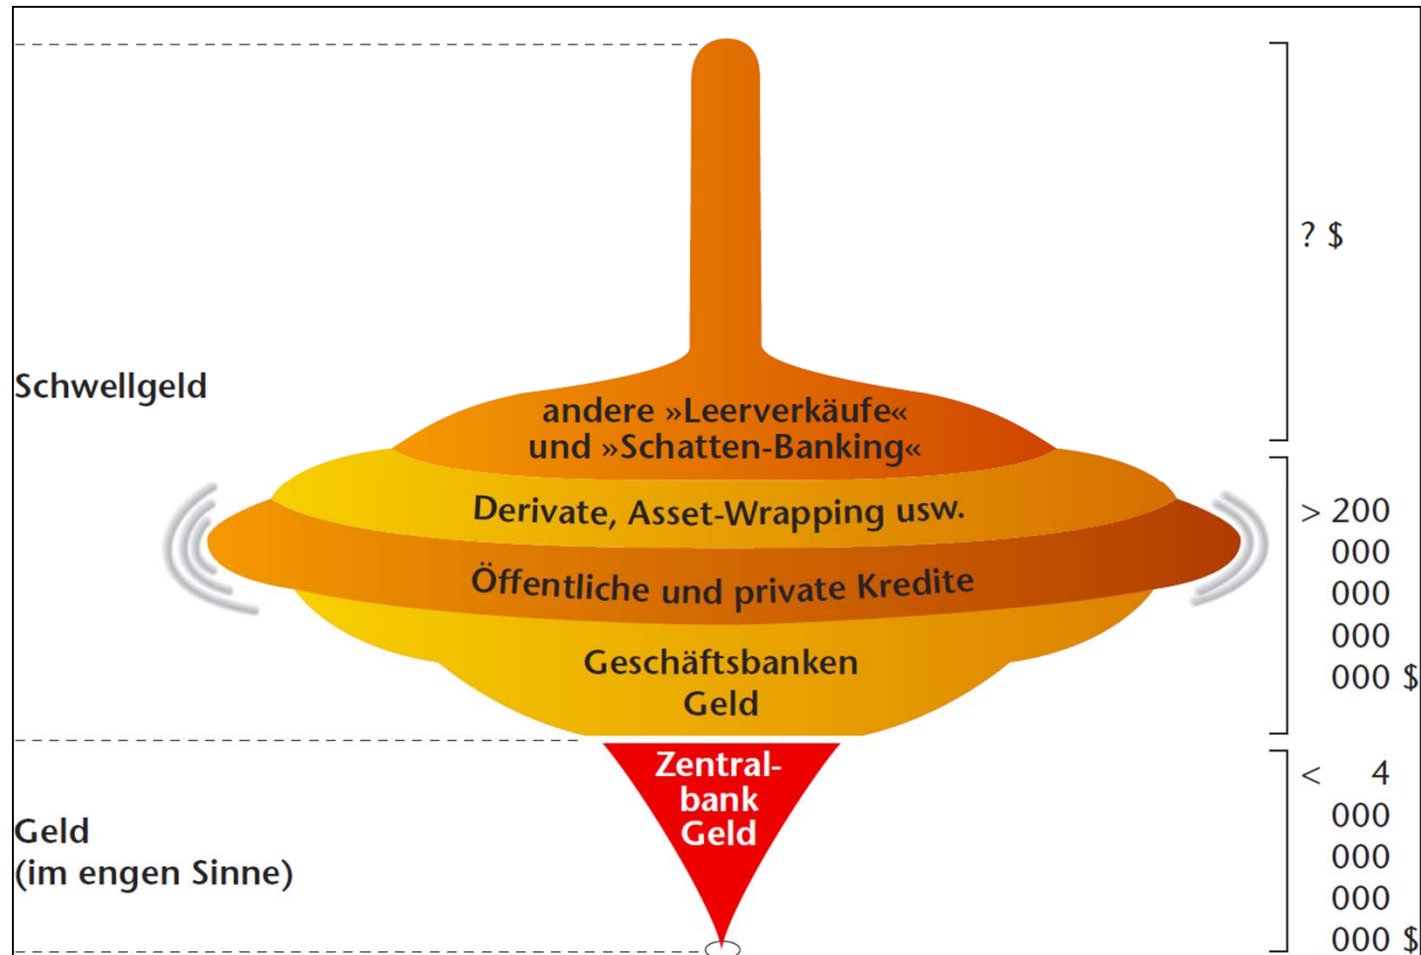 ? $
Schwellgeld
andere »Leerverkäufe«
und »Schatten-Banking«
Derivate, Asset-Wrapping usw.
Öffentliche und private Kredite
Geschäftsbanken
Geld
> 200
000
000
000
000 $
Zentral-
bank
Geld
Geld
(im engen Sinne)
< 4
000
000
000
000 $